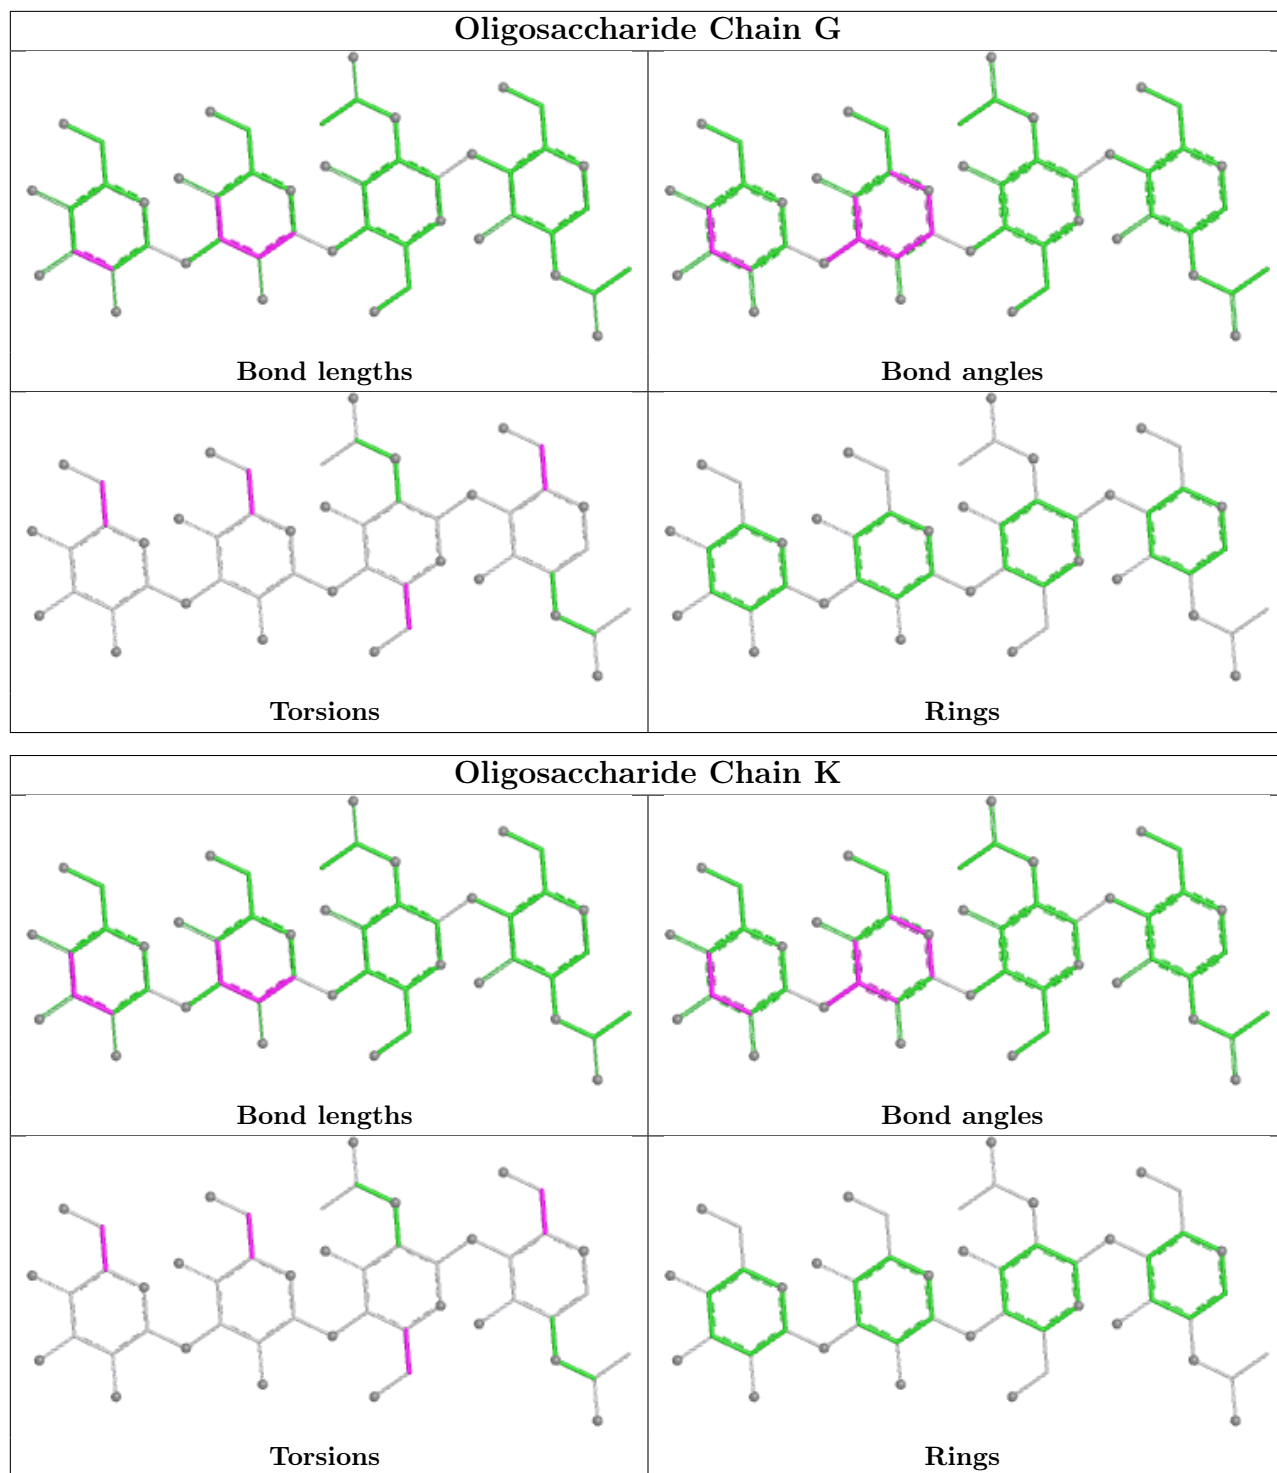 Oligosaccharide Chain G
Bond lengths
Bond angles
Torsions
Rings
Oligosaccharide Chain K
Bond lengths
Bond angles
Torsions
Rings